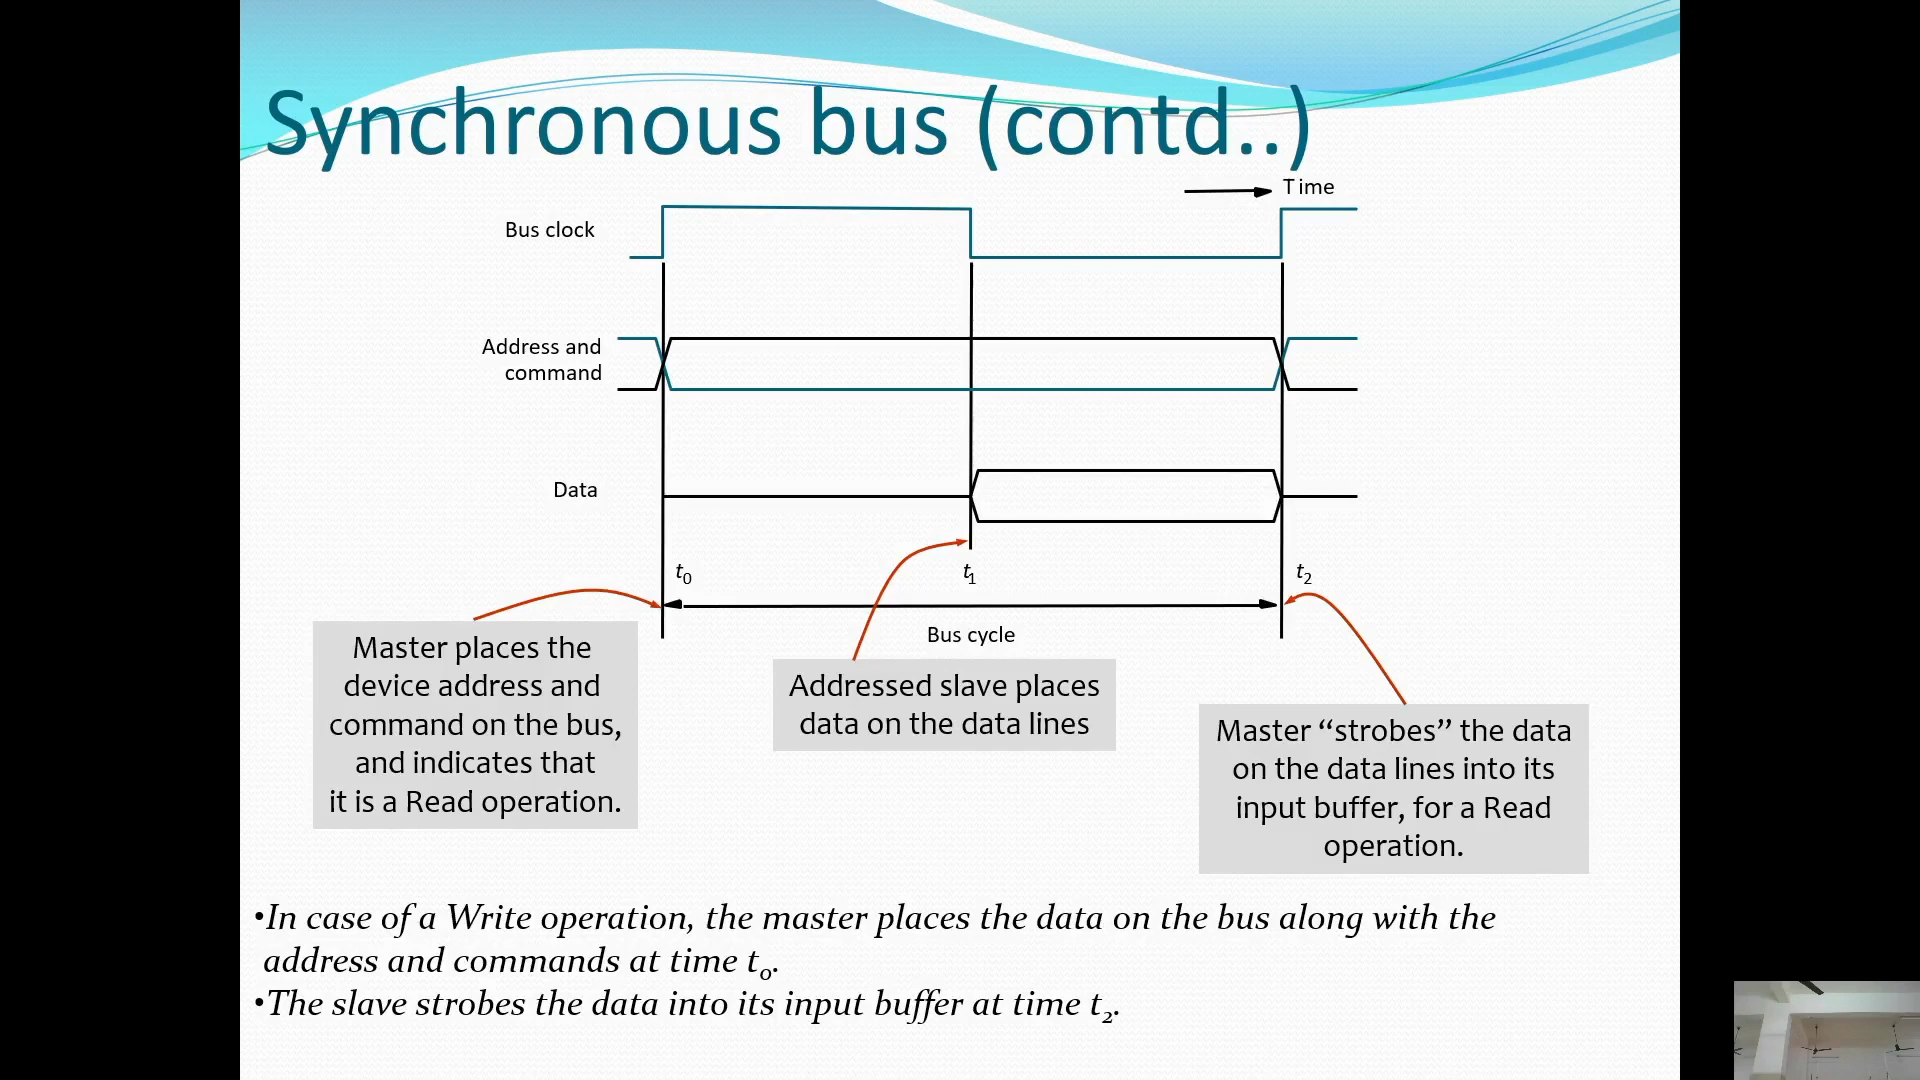 Synchronous bus (contd..)
Time
Bus clock
Address and
command
Data
t0
t1
t2
Bus cycle
Master places the
device address and
command on the bus,
and indicates that
it is a Read operation.
Addressed slave places
data on the data lines
Master “strobes” the data
on the data lines into its
input buffer, for a Read
operation.
•In case of a Write operation, the master places the data on the bus along with the
address and commands at time t0.
•The slave strobes the data into its input buffer at time t2.